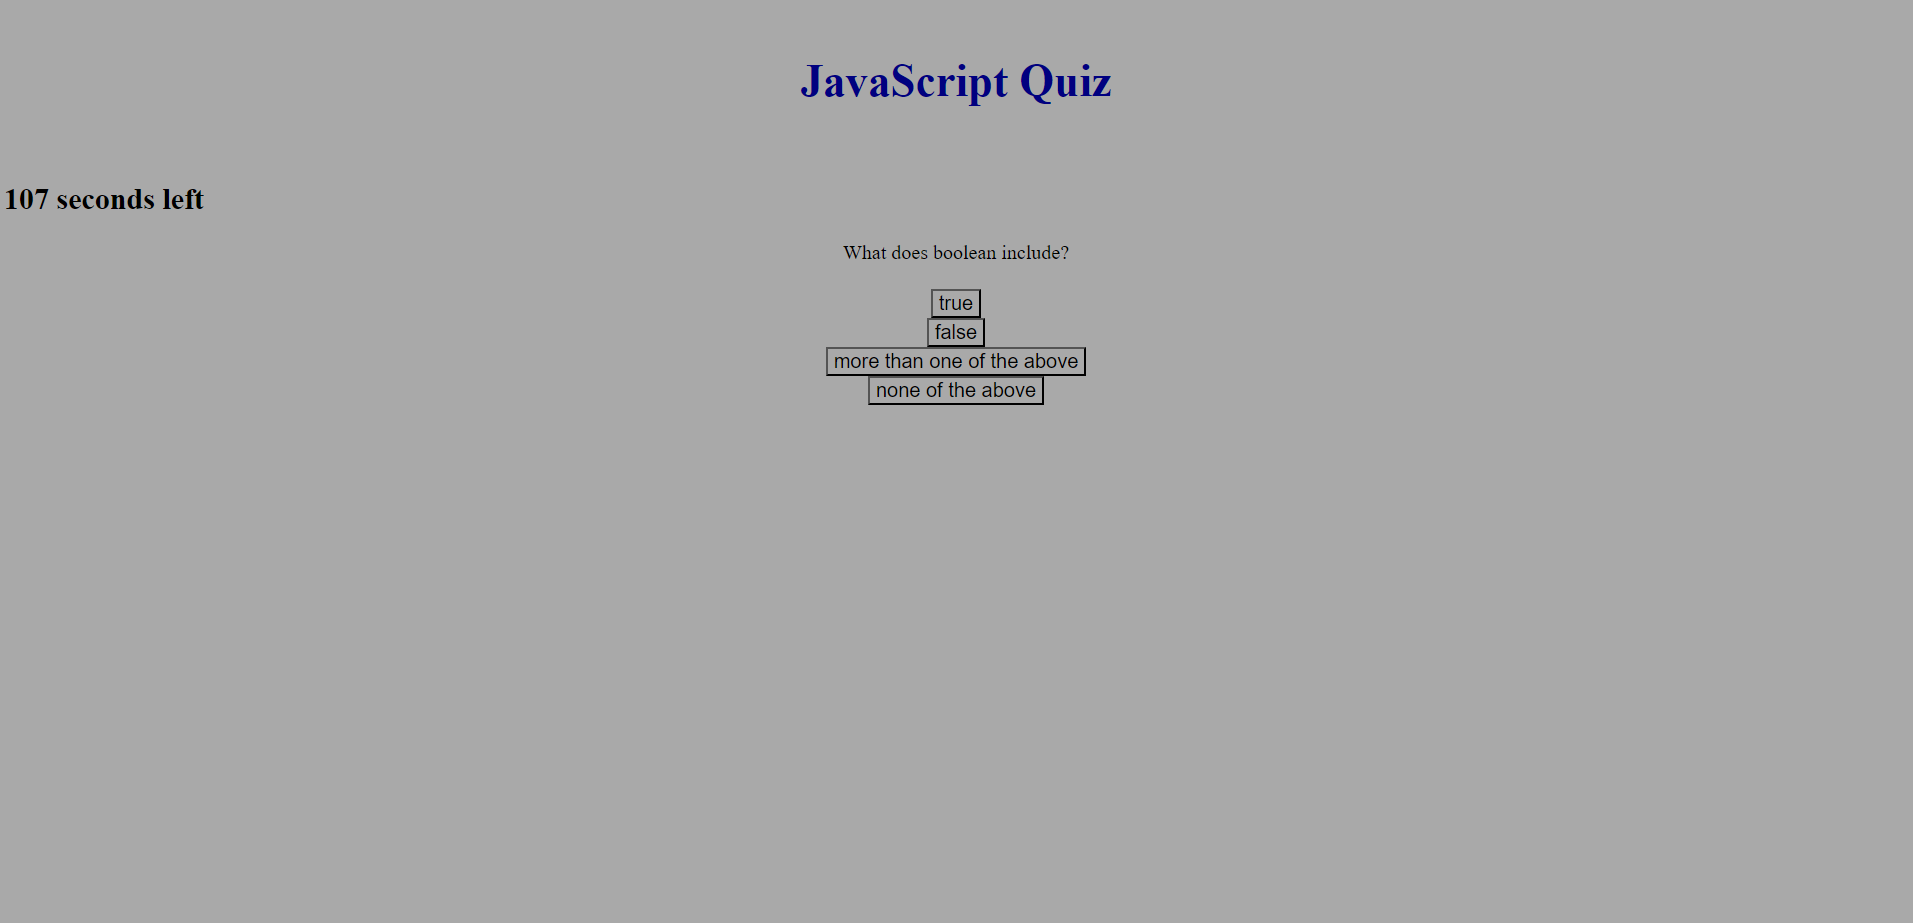 JavaScript Quiz
107 seconds left
What does boolean include?
true
false
more than one of the above
none of the above